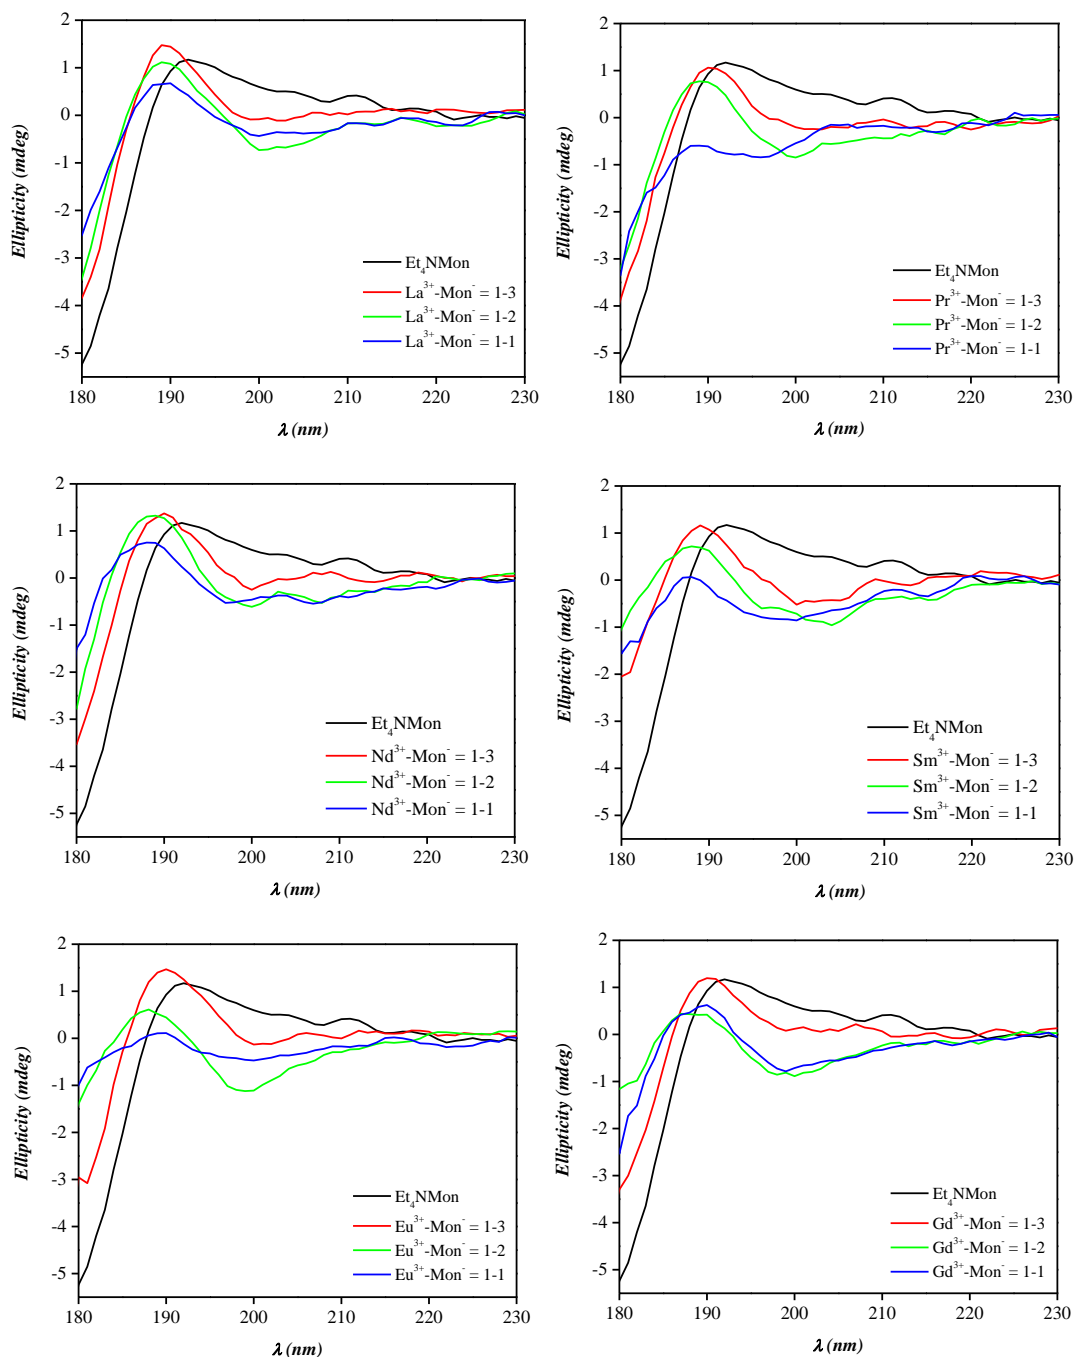 2
1
0
-1
-2
-3
-4
-5
Ellipticity (mdeg)
Et₄NMon
La³⁺-Mon⁻ = 1-3
La³⁺-Mon⁻ = 1-2
La³⁺-Mon⁻ = 1-1
180 190 200 210 220 230
λ (nm)
2
1
0
-1
-2
-3
-4
-5
Ellipticity (mdeg)
Et₄NMon
Pr³⁺-Mon⁻ = 1-3
Pr³⁺-Mon⁻ = 1-2
Pr³⁺-Mon⁻ = 1-1
180 190 200 210 220 230
λ (nm)
2
1
0
-1
-2
-3
-4
-5
Ellipticity (mdeg)
Et₄NMon
Nd³⁺-Mon⁻ = 1-3
Nd³⁺-Mon⁻ = 1-2
Nd³⁺-Mon⁻ = 1-1
180 190 200 210 220 230
λ (nm)
2
1
0
-1
-2
-3
-4
-5
Ellipticity (mdeg)
Et₄NMon
Sm³⁺-Mon⁻ = 1-3
Sm³⁺-Mon⁻ = 1-2
Sm³⁺-Mon⁻ = 1-1
180 190 200 210 220 230
λ (nm)
2
1
0
-1
-2
-3
-4
-5
Ellipticity (mdeg)
Et₄NMon
Eu³⁺-Mon⁻ = 1-3
Eu³⁺-Mon⁻ = 1-2
Eu³⁺-Mon⁻ = 1-1
180 190 200 210 220 230
λ (nm)
2
1
0
-1
-2
-3
-4
-5
Ellipticity (mdeg)
Et₄NMon
Gd³⁺-Mon⁻ = 1-3
Gd³⁺-Mon⁻ = 1-2
Gd³⁺-Mon⁻ = 1-1
180 190 200 210 220 230
λ (nm)